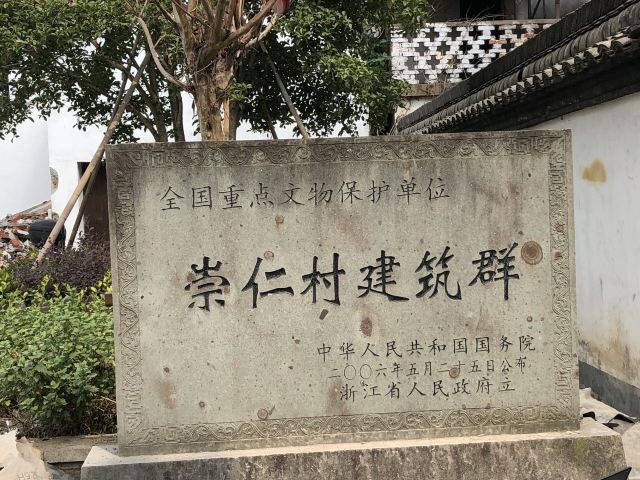 全国重点文物保护单位
崇仁村建筑群
中华人民共和国国务院
二〇〇六年五月二十五日公布
浙江省人民政府立